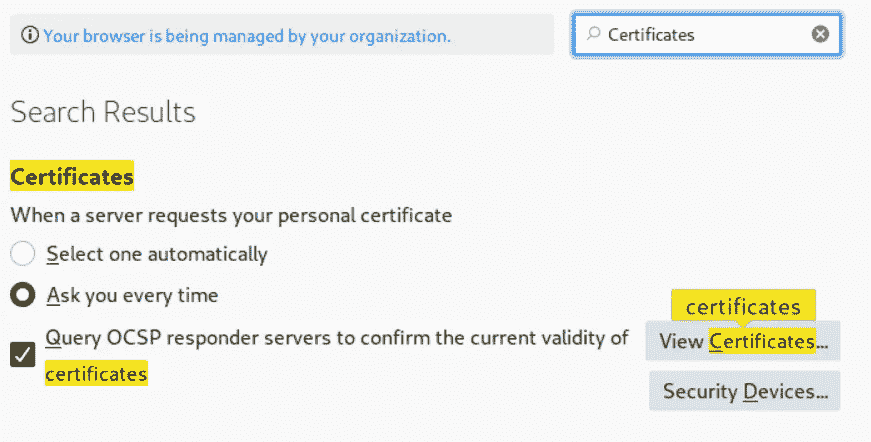 Your browser is being managed by your organization.
Certificates
Search Results
Certificates
When a server requests your personal certificate
Select one automatically
Ask you every time
Query OCSP responder servers to confirm the current validity of
certificates
certificates
View Certificates...
Security Devices...